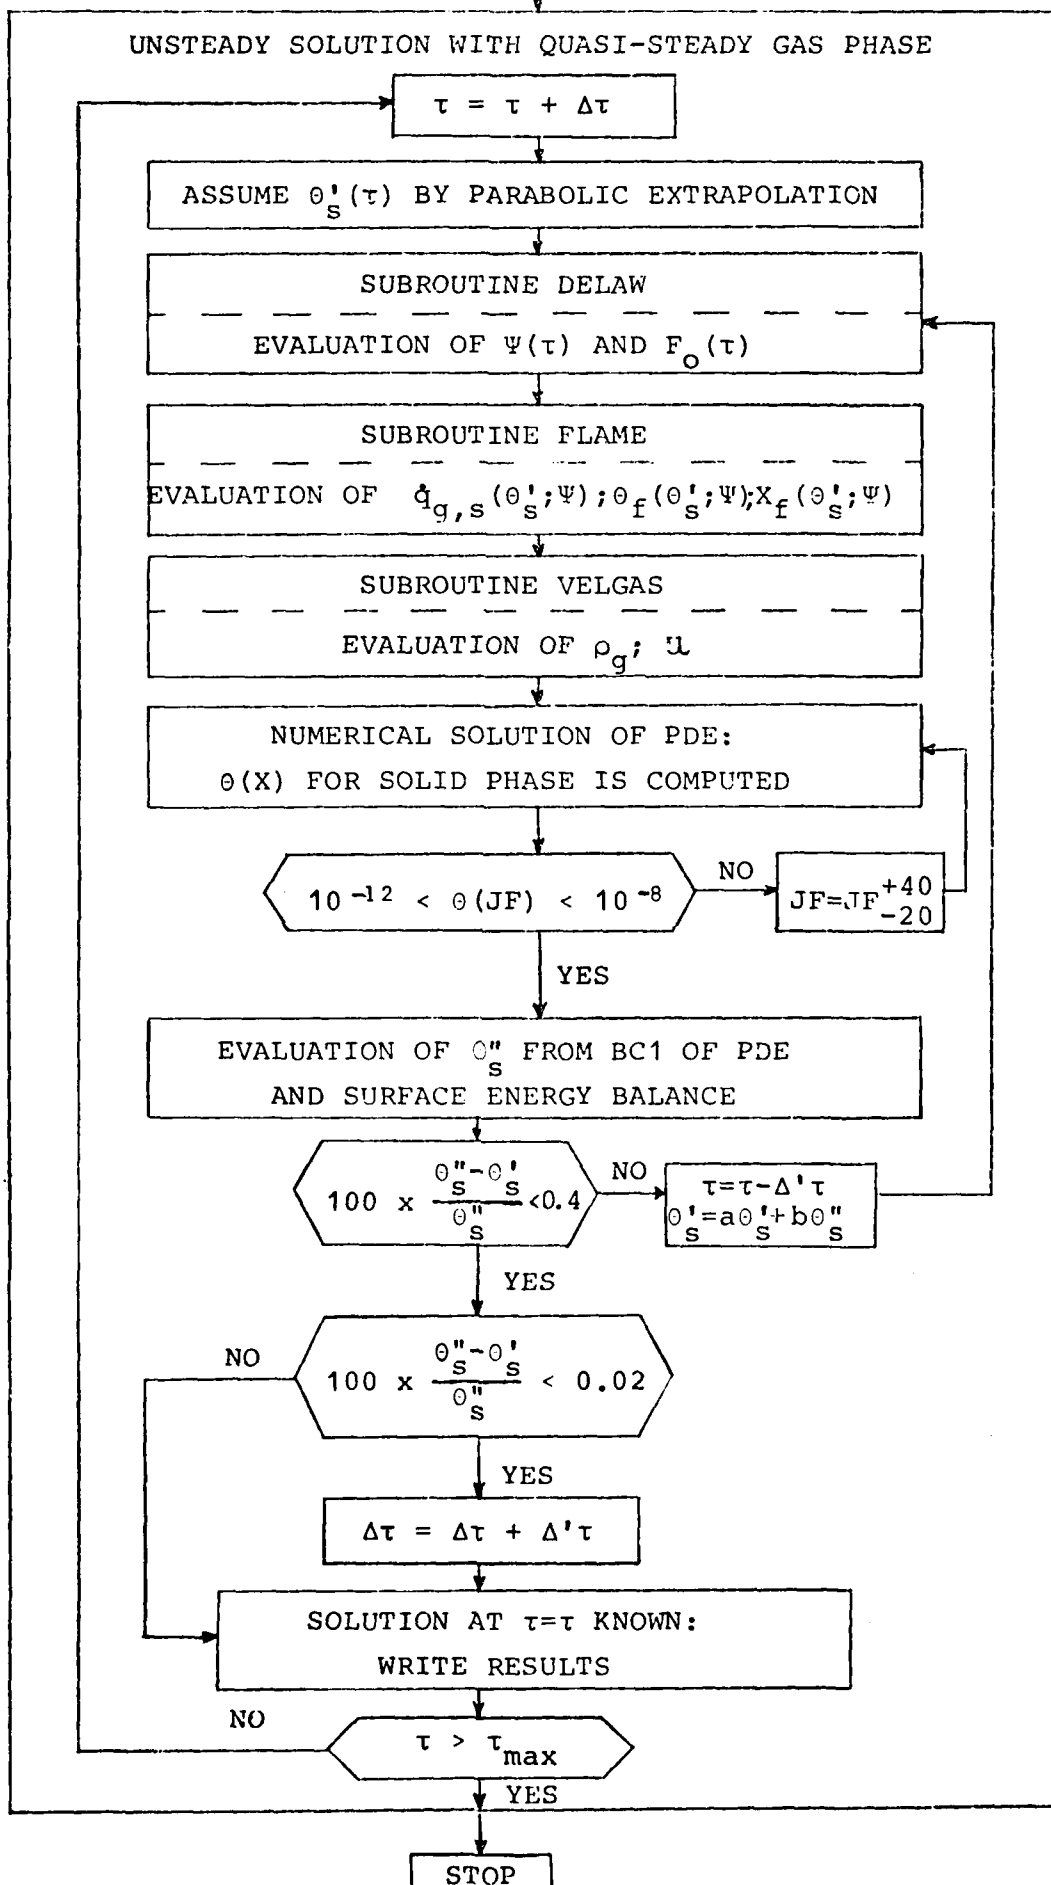 UNSTEADY SOLUTION WITH QUASI-STEADY GAS PHASE
τ = τ + Δτ
ASSUME Θ's(τ) BY PARABOLIC EXTRAPOLATION
SUBROUTINE DELAW
EVALUATION OF Ψ(τ) AND Fo(τ)
SUBROUTINE FLAME
EVALUATION OF q̇g,s(Θ's;Ψ);Θf(Θ's;Ψ);Xf(Θ's;Ψ)
SUBROUTINE VELGAS
EVALUATION OF ρg; u
NUMERICAL SOLUTION OF PDE:
Θ(X) FOR SOLID PHASE IS COMPUTED
10^-12 < Θ(JF) < 10^-8
NO
JF=JF+40
-20
YES
EVALUATION OF Θ"s FROM BC1 OF PDE
AND SURFACE ENERGY BALANCE
100 x (Θ"s-Θ's)/Θ"s <0.4
NO
τ=τ-Δ'τ
Θ's=aΘ's+bΘ"s
YES
100 x (Θ"s-Θ's)/Θ"s < 0.02
NO
YES
Δτ = Δτ + Δ'τ
SOLUTION AT τ=τ KNOWN:
WRITE RESULTS
NO
τ > τmax
YES
STOP